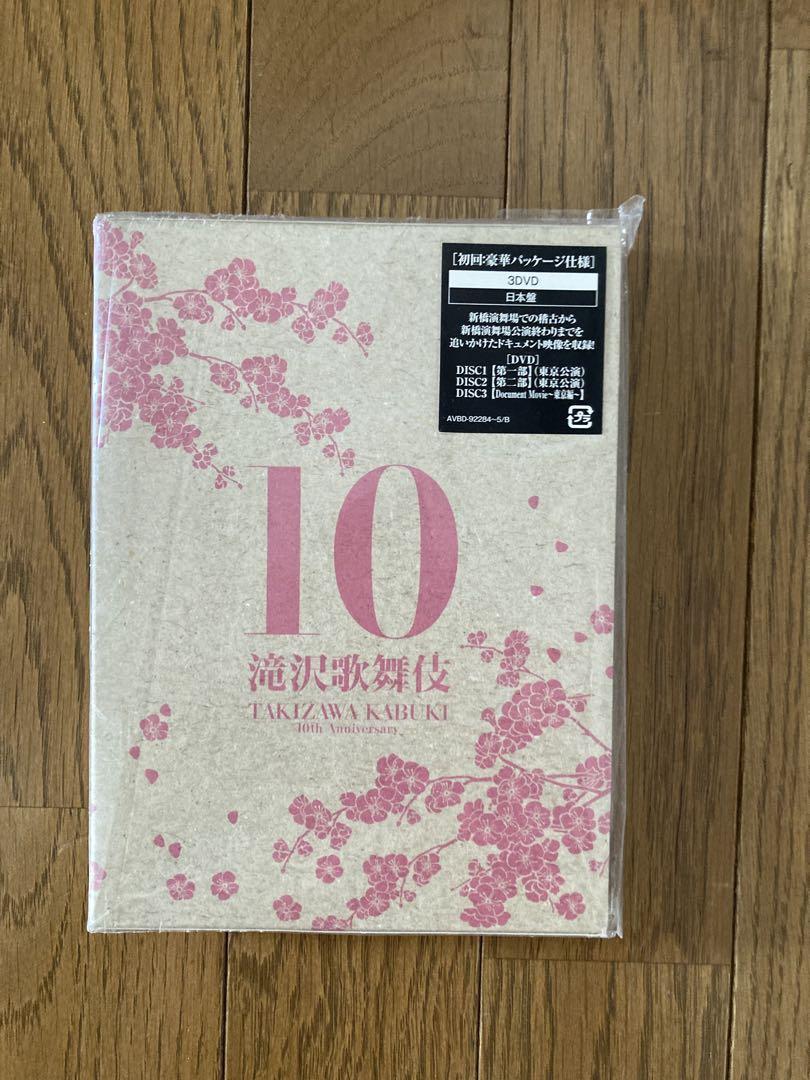 [初回:豪華パッケージ仕様]
3DVD
日本盤
新橋演舞場での稽古から
新橋演舞場公演終わりまでを
追いかけたドキュメント映像を収録!
[DVD]
DISC1【第一部】(東京公演)
DISC2【第二部】(東京公演)
DISC3【Document Movie~東京編~】
AVBD-92284~5/B
プラ
10
滝沢歌舞伎
TAKIZAWA KABUKI
10th Anniversary